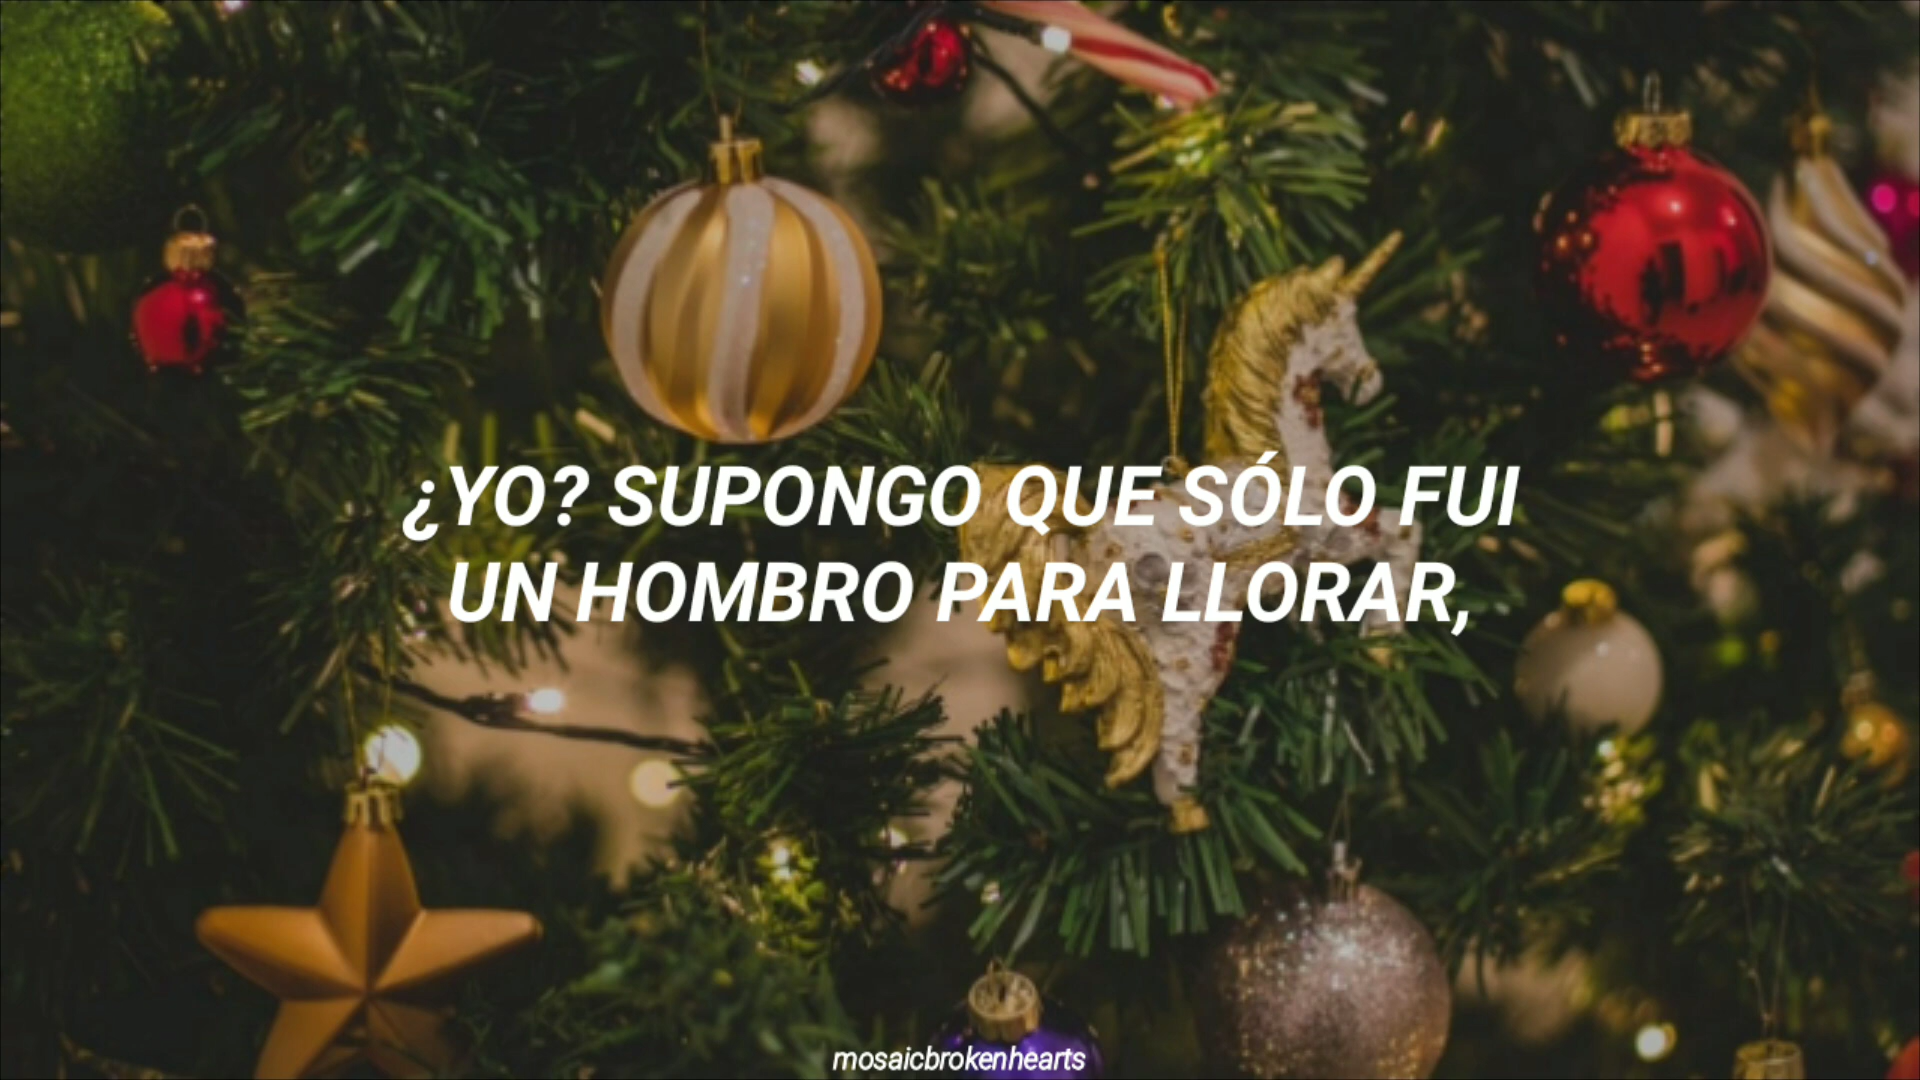 ¿YO? SUPONGO QUE SÓLO FUI
UN HOMBRO PARA LLORAR,
mosaicbrokenhearts